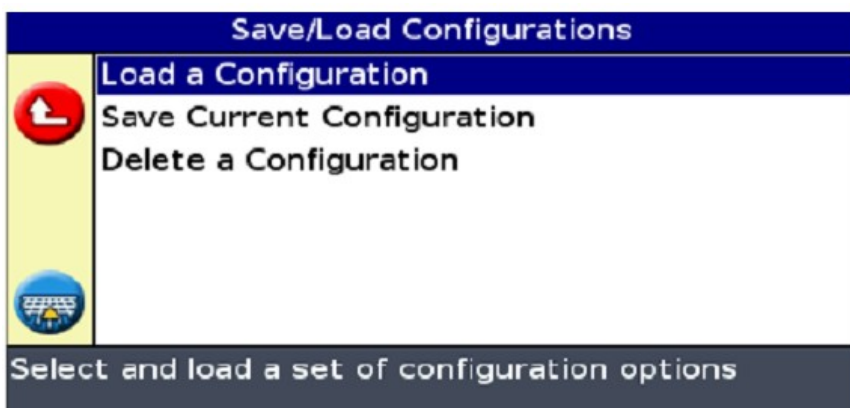 Save/Load Configurations
Load a Configuration
Save Current Configuration
Delete a Configuration
Select and load a set of configuration options